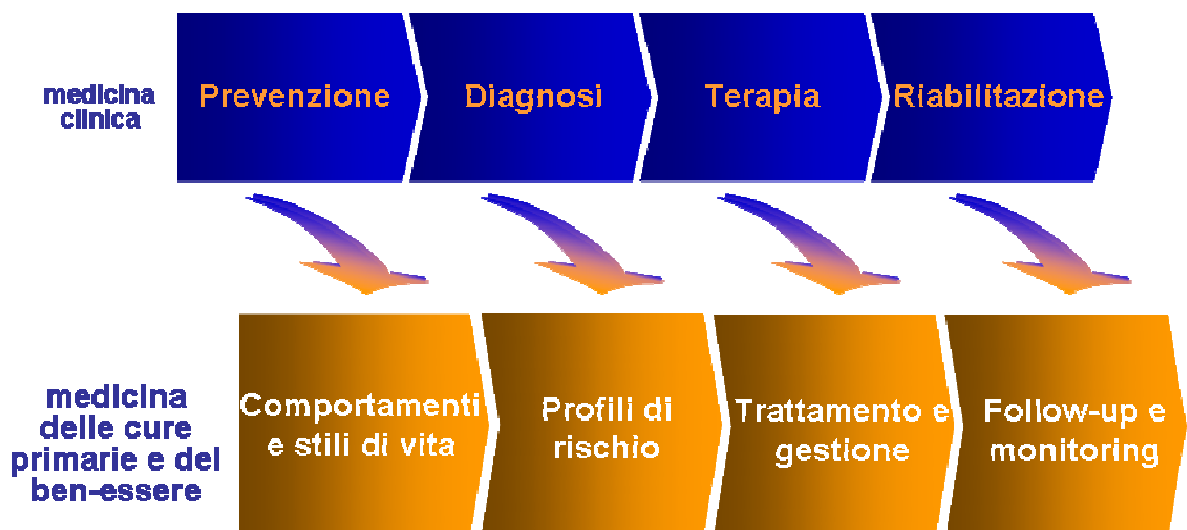 medicina
clinica
Prevenzione
Diagnosi
Terapia
Riabilitazione
medicina
delle cure
primarie e del
ben-essere
Comportamenti
e stili di vita
Profili di
rischio
Trattamento e
gestione
Follow-up e
monitoring